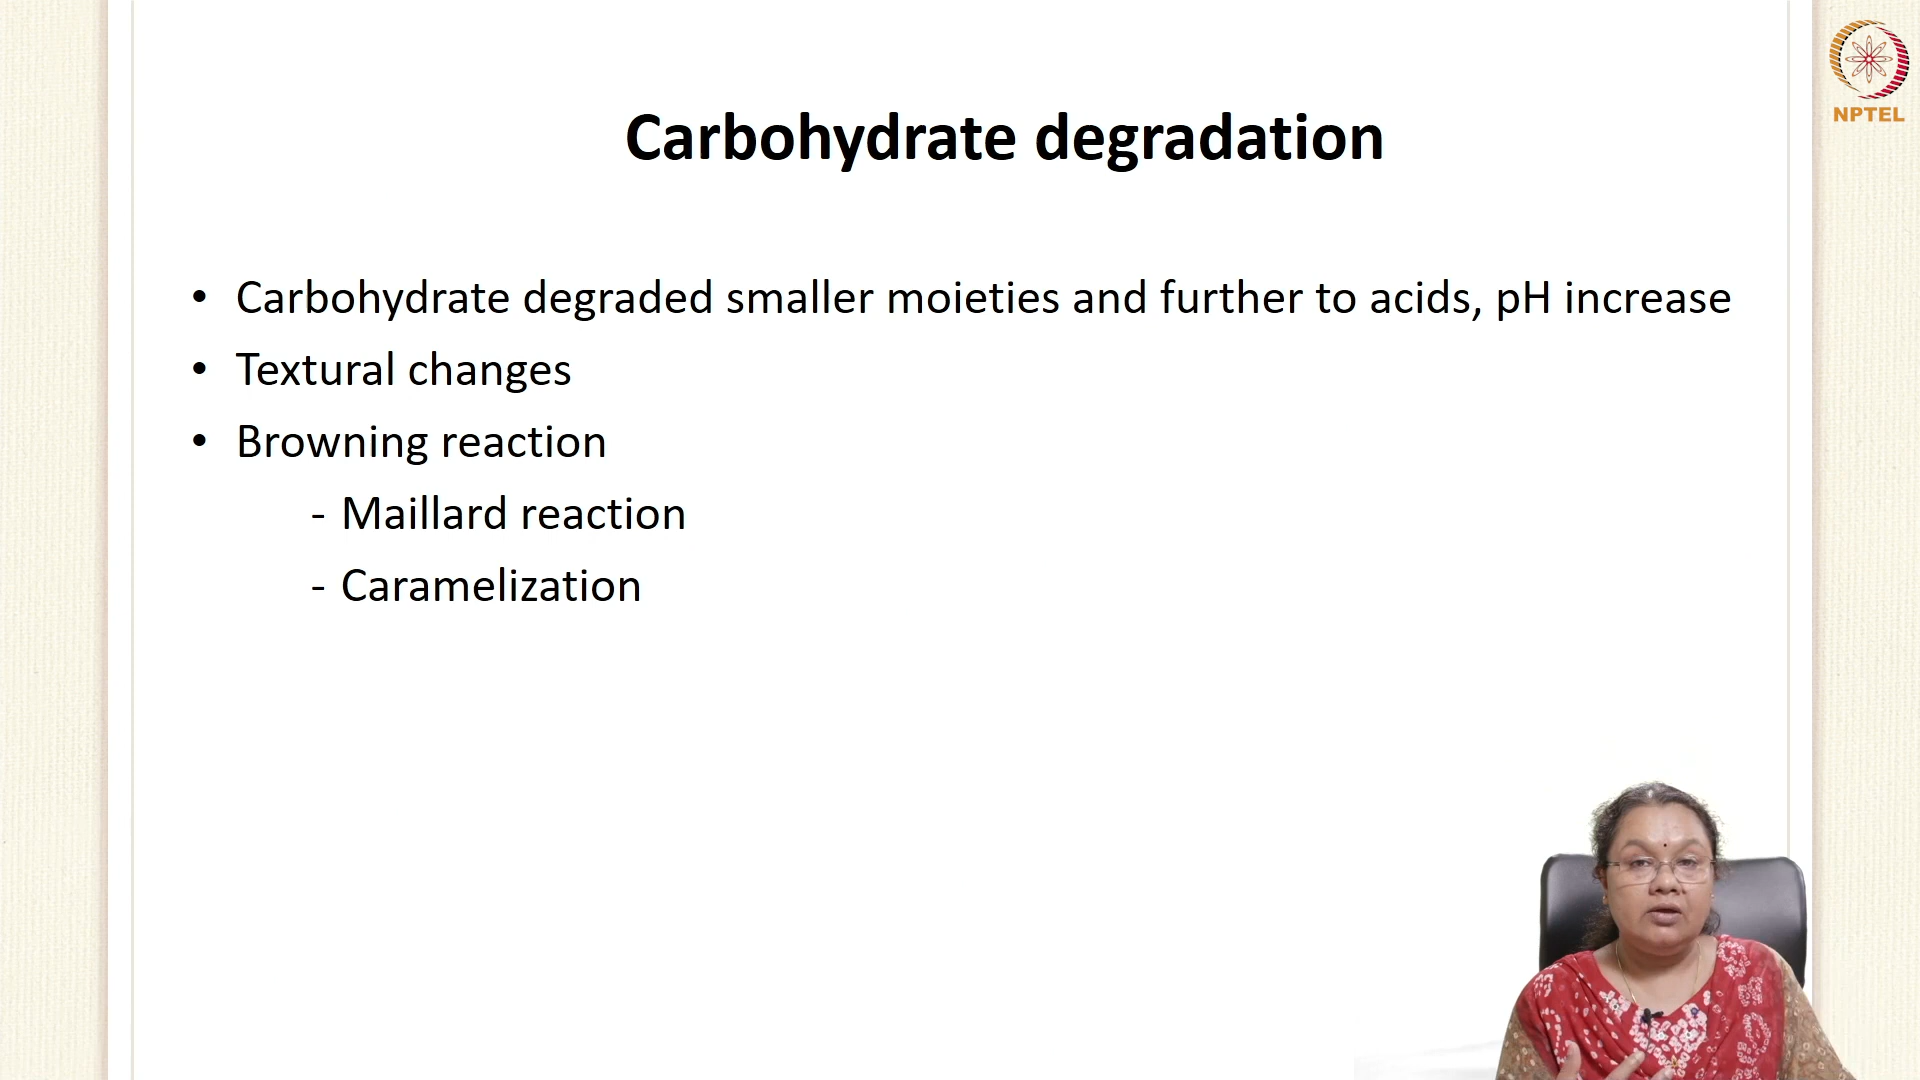 NPTEL
Carbohydrate degradation
• Carbohydrate degraded smaller moieties and further to acids, pH increase
• Textural changes
• Browning reaction
- Maillard reaction
- Caramelization